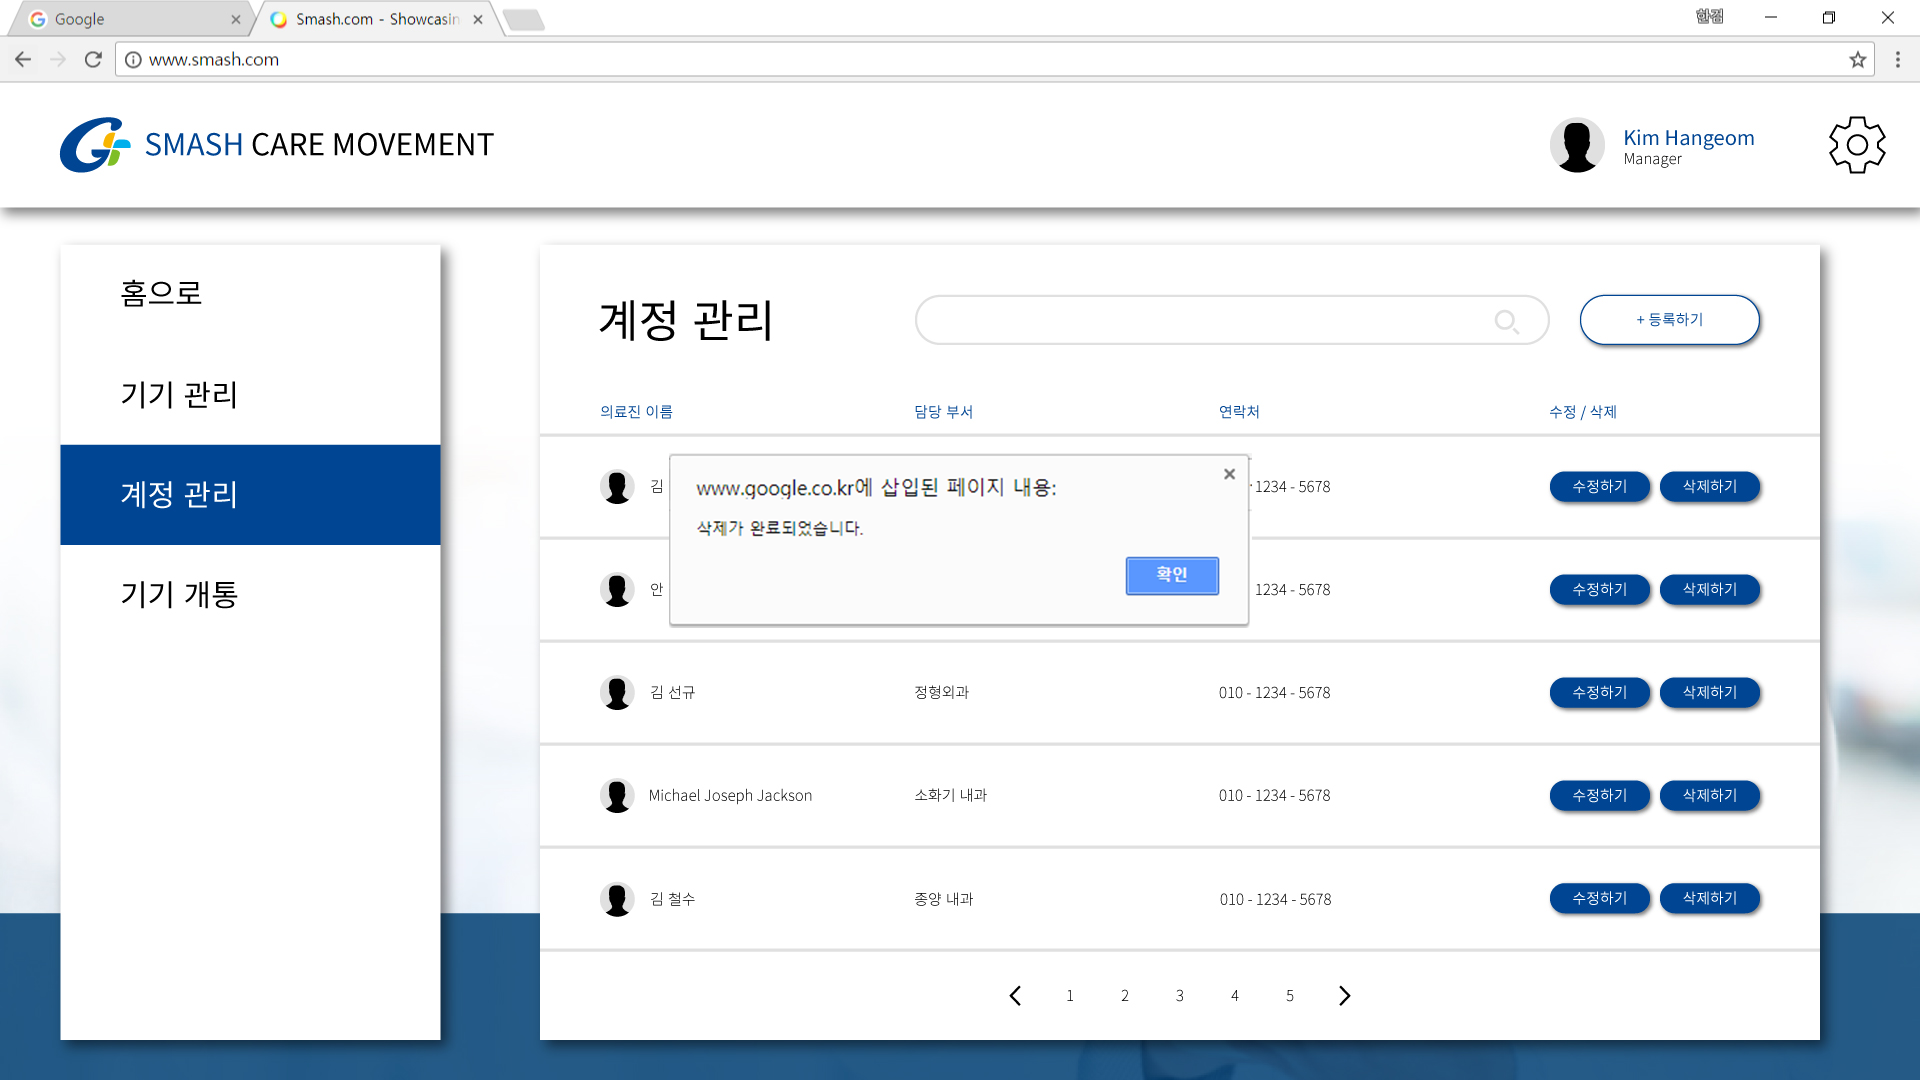 Google
Smash.com - Showcasin
한검
www.smash.com
SMASH CARE MOVEMENT
Kim Hangeom
Manager
홈으로
기기 관리
계정 관리
기기 개통
계정 관리
+ 등록하기
의료진 이름 담당 부서 연락처 수정 / 삭제
김 1234 - 5678 수정하기 삭제하기
www.google.co.kr에 삽입된 페이지 내용:
삭제가 완료되었습니다.
확인
안 1234 - 5678 수정하기 삭제하기
김 선규 정형외과 010 - 1234 - 5678 수정하기 삭제하기
Michael Joseph Jackson 소화기 내과 010 - 1234 - 5678 수정하기 삭제하기
김 철수 종양 내과 010 - 1234 - 5678 수정하기 삭제하기
1 2 3 4 5